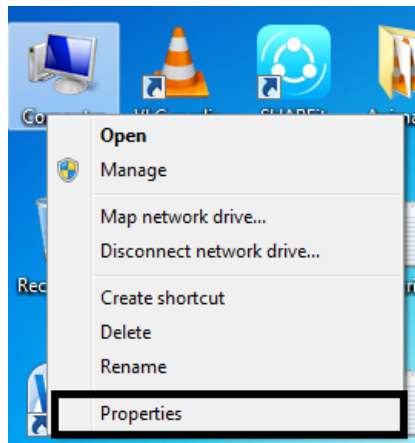 Open
Manage
Map network drive...
Disconnect network drive...
Create shortcut
Delete
Rename
Properties